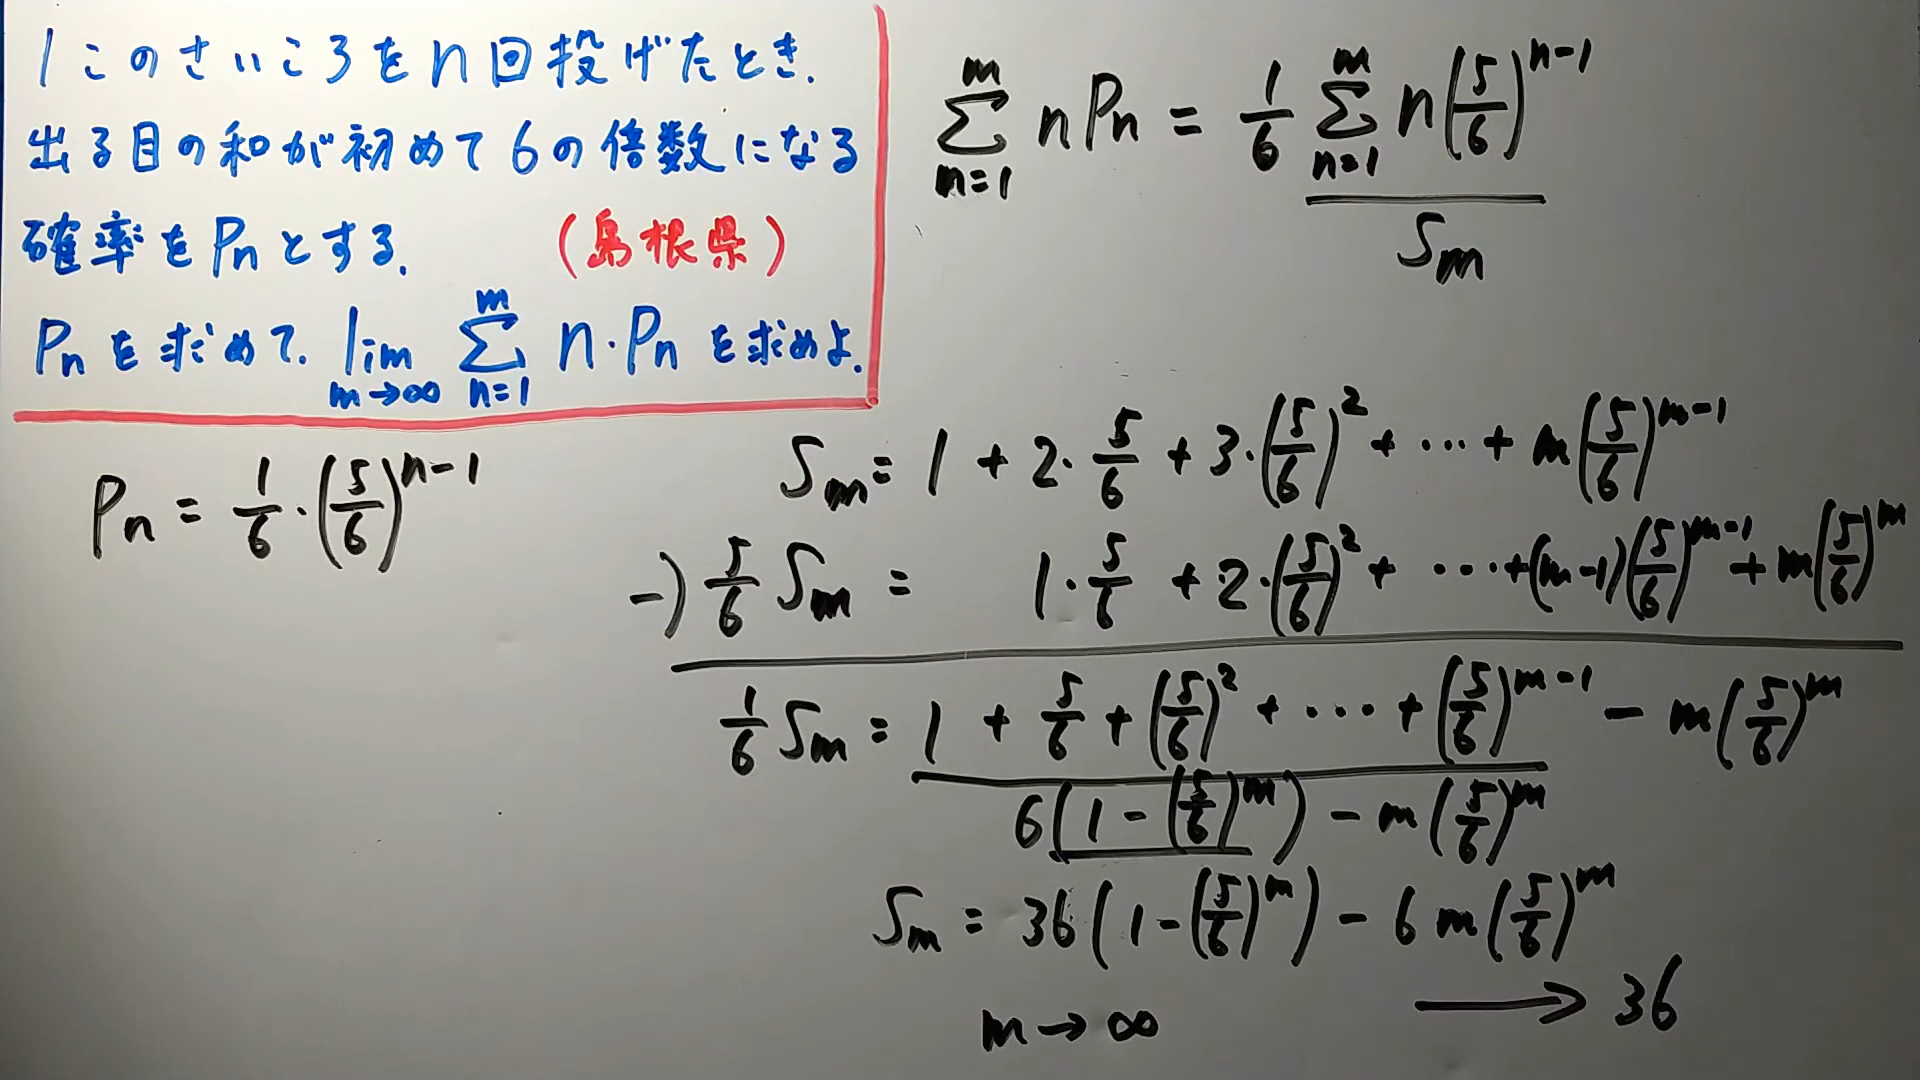 1このさいころをn回投げたとき.
出る目の和が初めて6の倍数になる
確率をPnとする. (島根県)
Pnを求めて. lim m→∞ Σ n=1 m n・Pnを求めよ.
Pn = 1/6・(5/6)^n-1
Σ m=1 m nPn = 1/6 Σ n=1 m n(5/6)^n-1
Sm
Sm = 1 + 2・5/6 + 3・(5/6)^2 + … + m(5/6)^m-1
-) 5/6 Sm = 1・5/6 + 2・(5/6)^2 + … + (m-1)(5/6)^m-1 + m(5/6)^m
1/6 Sm = 1 + 5/6 + (5/6)^2 + … + (5/6)^m-1 - m(5/6)^m
6(1-(5/6)^m) - m(5/6)^m
Sm = 36(1-(5/6)^m) - 6m(5/6)^m
m→∞ → 36